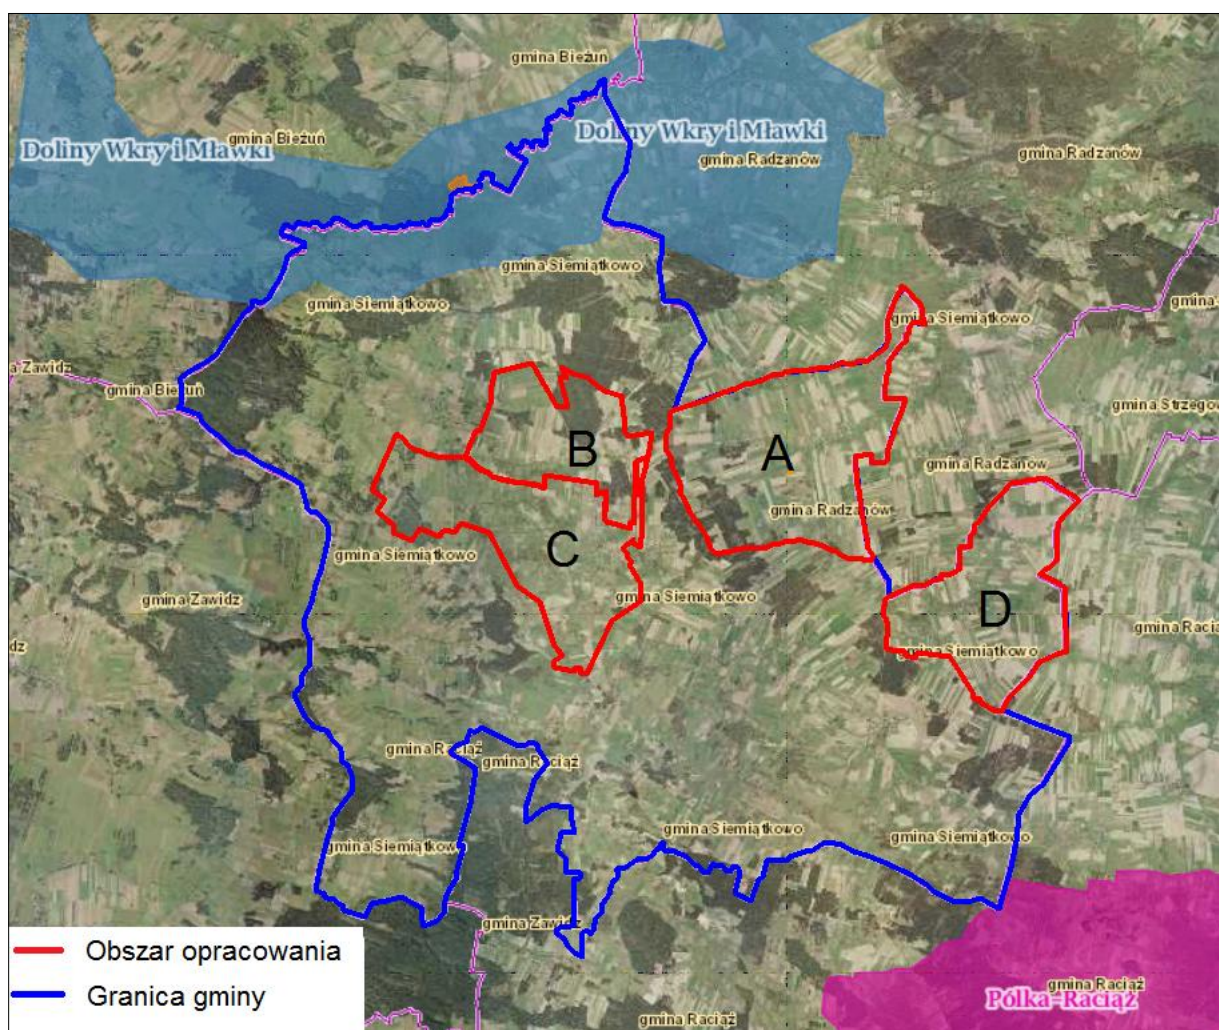 gmina Bieżuń
Doliny Wkry i Mławki
gmina Bieżuń
Doliny Wkry i Mławki
gmina Radzanów
gmina Radzanów
gmina Siemiątkowo
gmina Siemiątkowo
gmina
gmina Siemiątkowo
a Zawidz
gmina Bieżuń
gmina Strzegow
B
A
gmina Radzanów
gmina Radzanów
C
gmina Siemiątkowo
gmina Zawidz
gmina Siemiątkowo
D
gmina Racią
dz
gmina Siemiątkowo
gmina Raciąż
gmina Raciąż
gmina Siemiątkowo
gmina Siemiątkowo
gmina Siemiątkowo
gmina Zawidz
Obszar opracowania
Granica gminy
gmina Raciąż
Pólka-Raciąż
gmina Raciąż